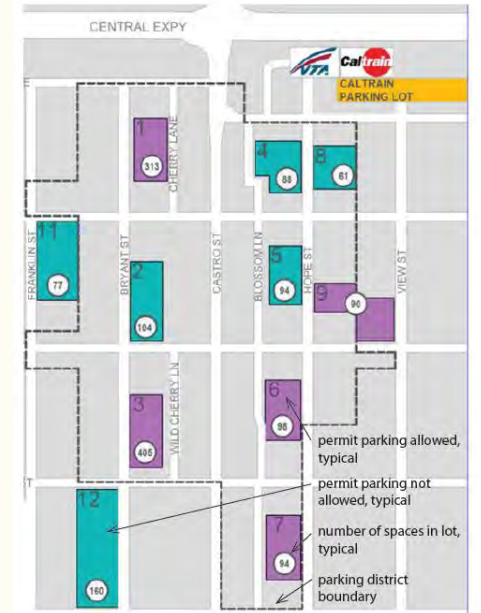 CENTRAL EXPY
VTA
Caltrain
CALTRAIN
PARKING LOT
1
313
CHERRY LANE
4
88
8
61
11
77
FRANKLIN ST
BRYANT ST
2
104
CASTRO ST
BLOSSOM LN
5
94
HOPE ST
9
90
VIEW ST
3
405
WILD CHERRY LN
6
98
permit parking allowed,
typical
T
12
160
permit parking not
allowed, typical
7
94
number of spaces in lot,
typical
parking district
boundary